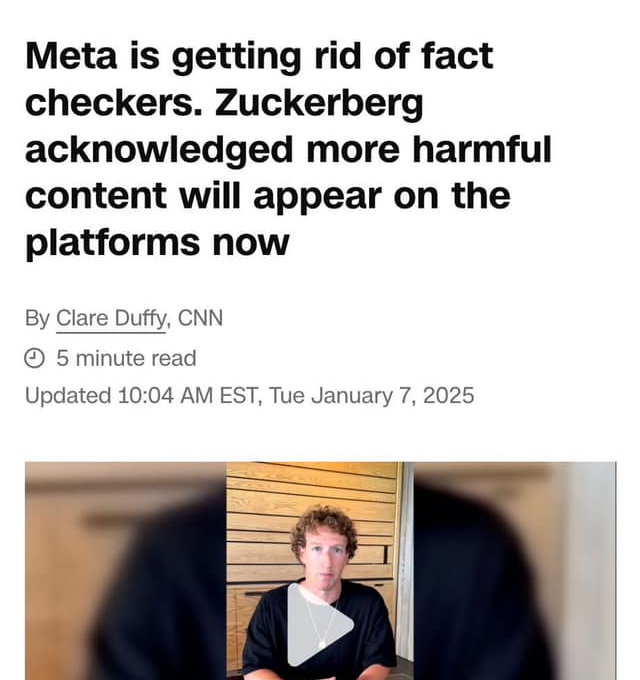 Meta is getting rid of fact
checkers. Zuckerberg
acknowledged more harmful
content will appear on the
platforms now
By Clare Duffy, CNN
5 minute read
Updated 10:04 AM EST, Tue January 7, 2025